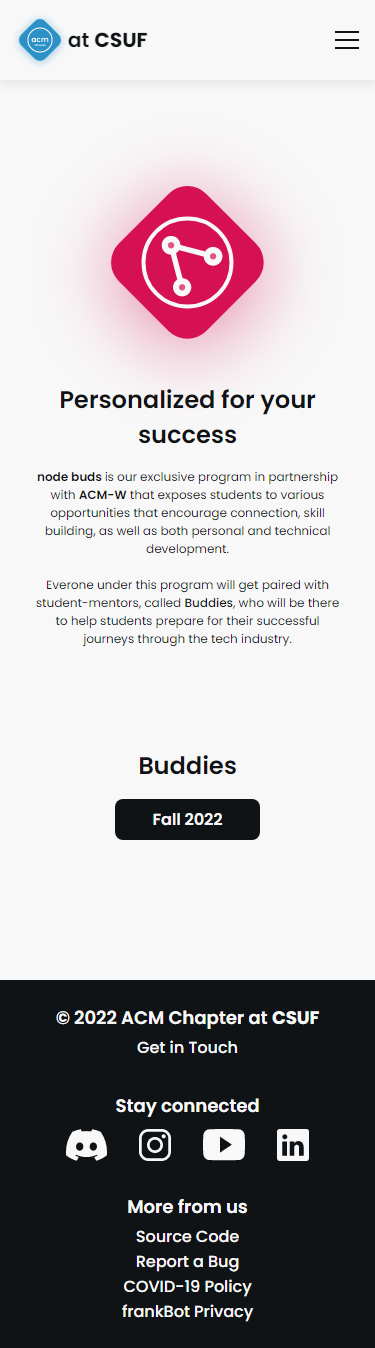 acm
at CSUF
Personalized for your
success
node buds is our exclusive program in partnership
with ACM-W that exposes students to various
opportunities that encourage connection, skill
building, as well as both personal and technical
development.
Everone under this program will get paired with
student-mentors, called Buddies, who will be there
to help students prepare for their successful
journeys through the tech industry.
Buddies
Fall 2022
© 2022 ACM Chapter at CSUF
Get in Touch
Stay connected
in
More from us
Source Code
Report a Bug
COVID-19 Policy
frankBot Privacy